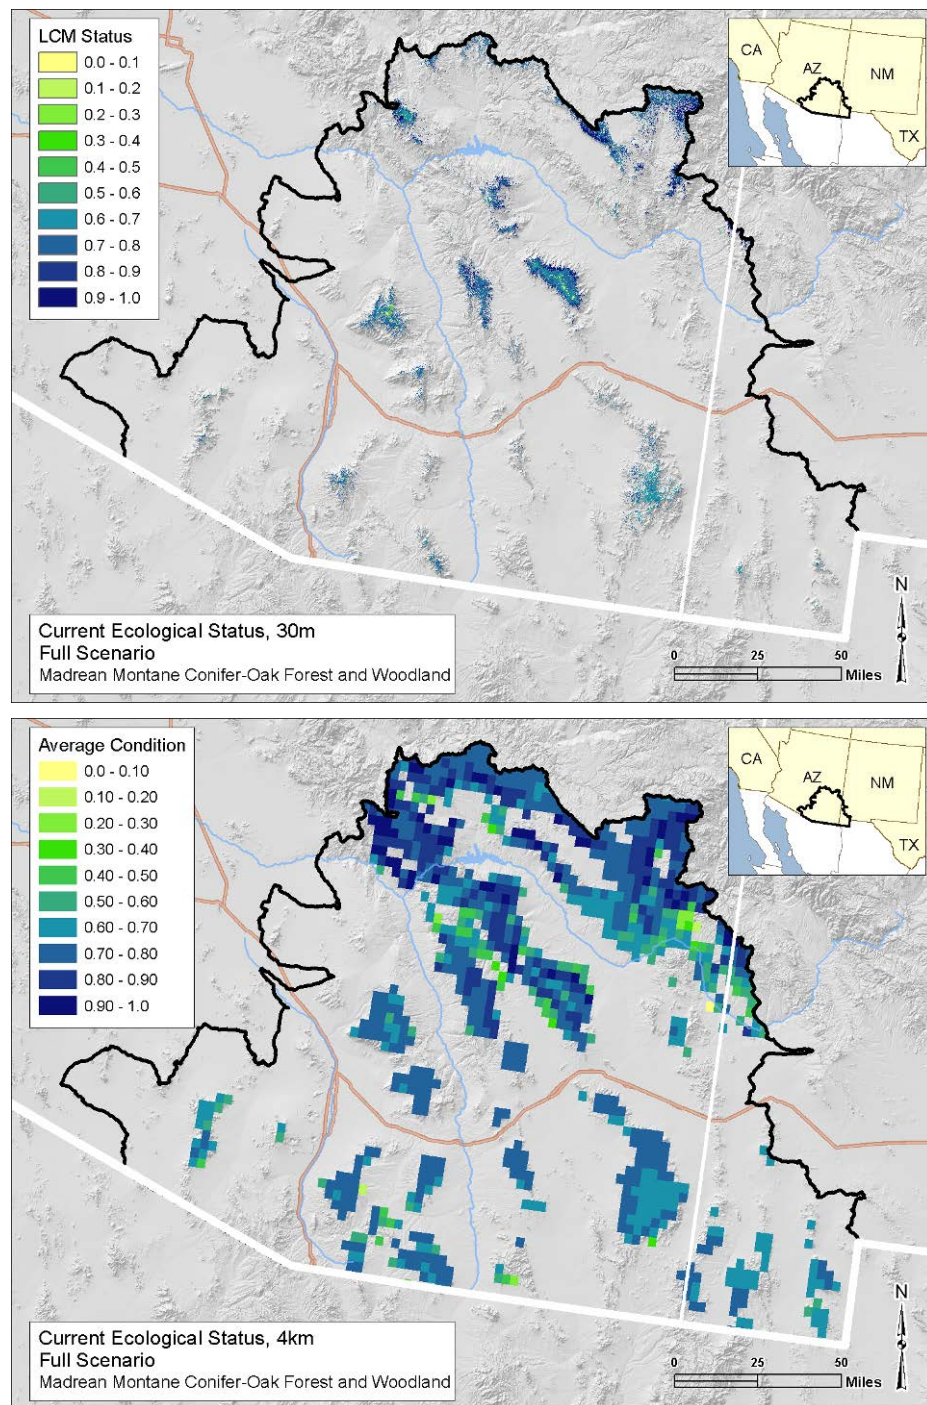 LCM Status
0.0 - 0.1
0.1 - 0.2
0.2 - 0.3
0.3 - 0.4
0.4 - 0.5
0.5 - 0.6
0.6 - 0.7
0.7 - 0.8
0.8 - 0.9
0.9 - 1.0
CA
AZ
NM
TX
N
0 25 50
Miles
Current Ecological Status, 30m
Full Scenario
Madrean Montane Conifer-Oak Forest and Woodland
Average Condition
0.0 - 0.10
0.10 - 0.20
0.20 - 0.30
0.30 - 0.40
0.40 - 0.50
0.50 - 0.60
0.60 - 0.70
0.70 - 0.80
0.80 - 0.90
0.90 - 1.0
CA
AZ
NM
TX
N
0 25 50
Miles
Current Ecological Status, 4km
Full Scenario
Madrean Montane Conifer-Oak Forest and Woodland